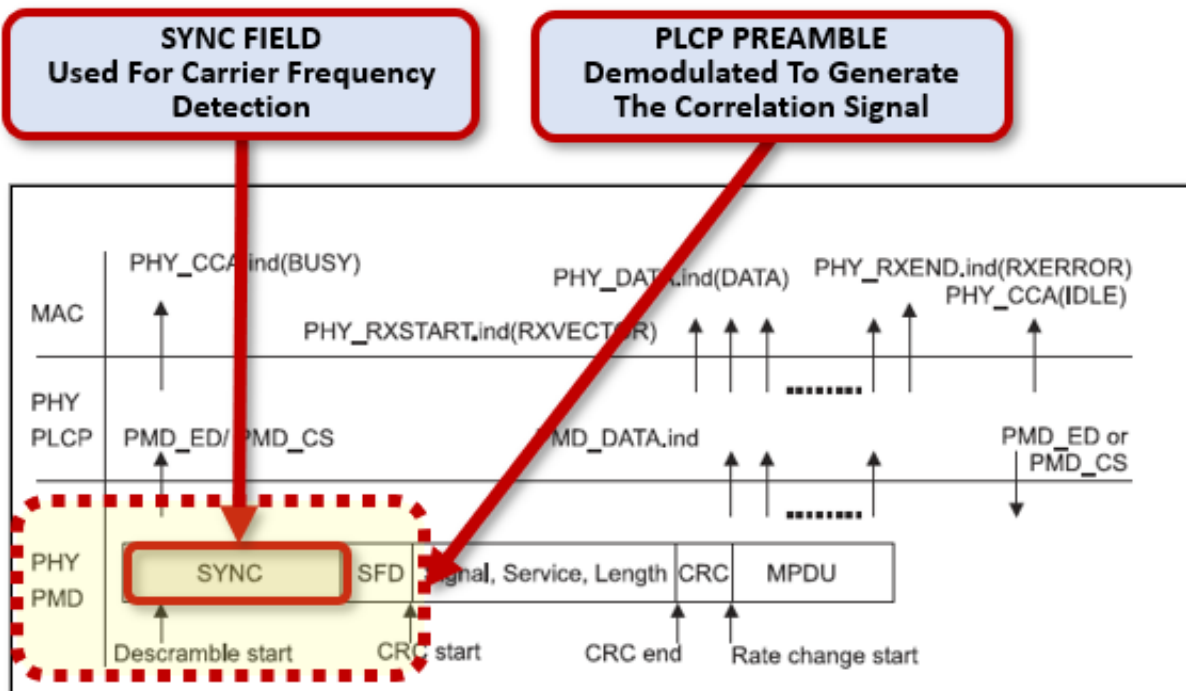 SYNC FIELD
Used For Carrier Frequency
Detection
PLCP PREAMBLE
Demodulated To Generate
The Correlation Signal
MAC
PHY_CCA.ind(BUSY)
PHY_DATA.ind(DATA)
PHY_RXEND.ind(RXERROR)
PHY_CCA(IDLE)
PHY_RXSTART.ind(RXVECTOR)
PHY
PLCP
PMD_ED/ PMD_CS
PMD_DATA.ind
PMD_ED or
PMD_CS
PHY
PMD
SYNC
SFD
Signal, Service, Length
CRC
MPDU
Descramble start
CRC start
CRC end
Rate change start